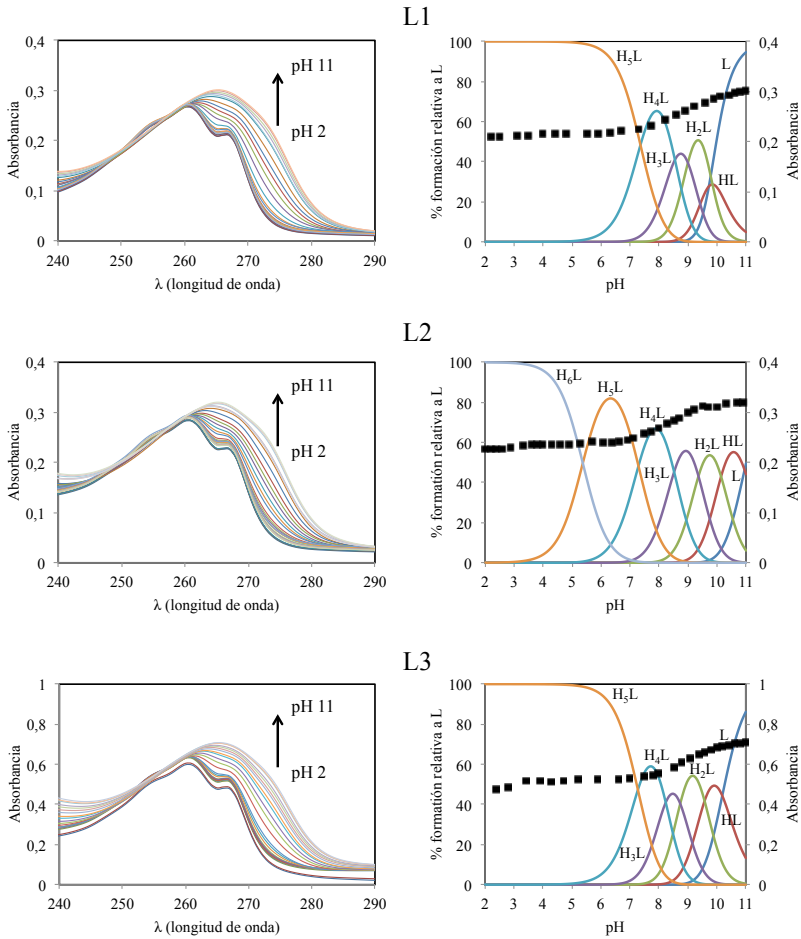 L1
0,4
0,3
0,2
0,1
0
Absorbancia
pH 11
pH 2
240
250
260
270
280
290
λ (longitud de onda)
100
80
60
40
20
0
% formación relativa a L
H5L
H4L
H3L
H2L
HL
L
0,4
0,3
0,2
0,1
0
Absorbancia
2
3
4
5
6
7
8
9
10
11
pH
L2
0,4
0,3
0,2
0,1
0
Absorbancia
pH 11
pH 2
240
250
260
270
280
290
λ (longitud de onda)
100
80
60
40
20
0
% formatión relativa a L
H6L
H5L
H4L
H3L
H2L
HL
L
0,4
0,3
0,2
0,1
0
Absorbancia
2
3
4
5
6
7
8
9
10
11
pH
L3
1
0,8
0,6
0,4
0,2
0
Absorbancia
pH 11
pH 2
240
250
260
270
280
290
λ (longitud de onda)
100
80
60
40
20
0
% formación relativa a L
H5L
H4L
H3L
H2L
HL
L
1
0,8
0,6
0,4
0,2
0
Absorbancia
2
3
4
5
6
7
8
9
10
11
pH